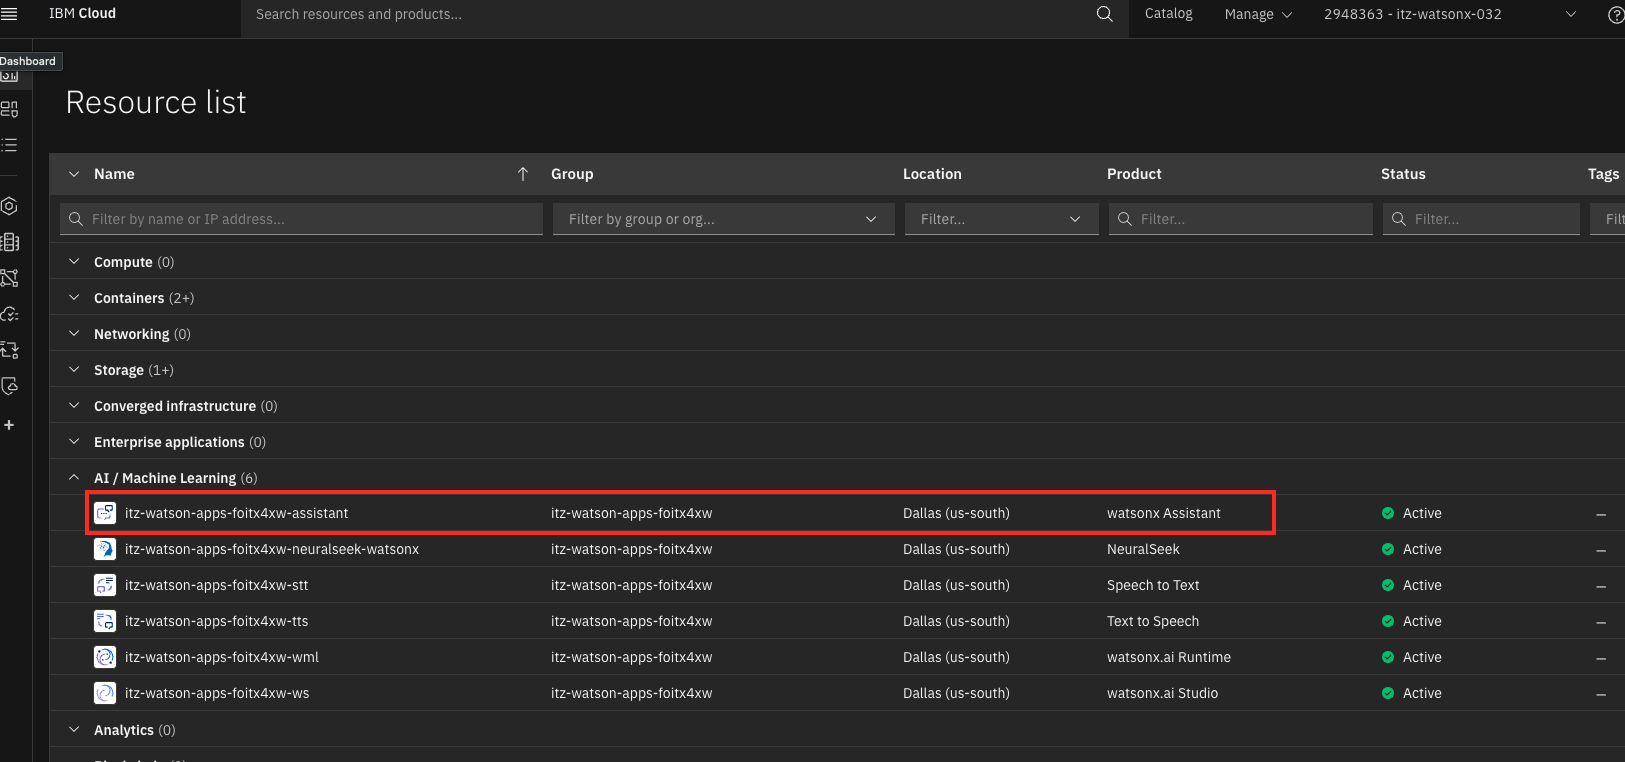 IBM Cloud
Search resources and products...
Catalog
Manage
2948363 - itz-watsonx-032
Dashboard
Resource list
Name Group Location Product Status Tags
Filter by name or IP address... Filter by group or org... Filter... Filter... Filter...
Compute (0)
Containers (2+)
Networking (0)
Storage (1+)
Converged infrastructure (0)
Enterprise applications (0)
AI / Machine Learning (6)
itz-watson-apps-foitx4xw-assistant itz-watson-apps-foitx4xw Dallas (us-south) watsonx Assistant Active –
itz-watson-apps-foitx4xw-neuralseek-watsonx itz-watson-apps-foitx4xw Dallas (us-south) NeuralSeek Active –
itz-watson-apps-foitx4xw-stt itz-watson-apps-foitx4xw Dallas (us-south) Speech to Text Active –
itz-watson-apps-foitx4xw-tts itz-watson-apps-foitx4xw Dallas (us-south) Text to Speech Active –
itz-watson-apps-foitx4xw-wml itz-watson-apps-foitx4xw Dallas (us-south) watsonx.ai Runtime Active –
itz-watson-apps-foitx4xw-ws itz-watson-apps-foitx4xw Dallas (us-south) watsonx.ai Studio Active –
Analytics (0)